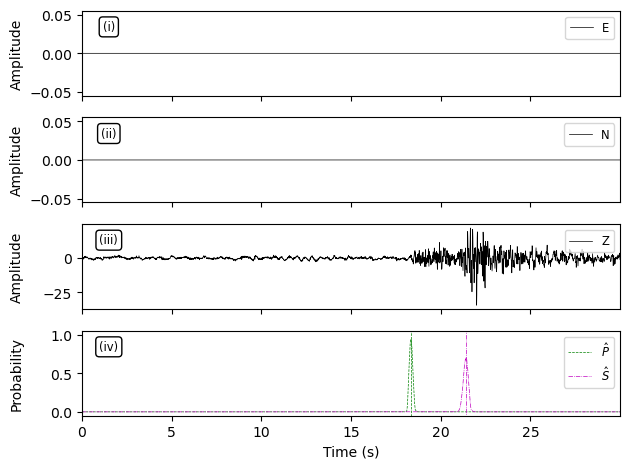 Amplitude
0.05
0.00
−0.05
(i)
E
Amplitude
0.05
0.00
−0.05
(ii)
N
Amplitude
0
−25
(iii)
Z
Probability
1.0
0.5
0.0
(iv)
P̂
Ŝ
0 5 10 15 20 25
Time (s)